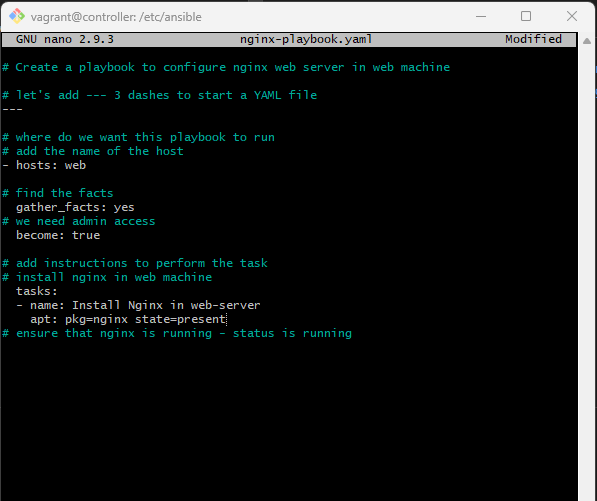 vagrant@controller: /etc/ansible
GNU nano 2.9.3 nginx-playbook.yaml Modified
# Create a playbook to configure nginx web server in web machine
# let's add --- 3 dashes to start a YAML file
---
# where do we want this playbook to run
# add the name of the host
- hosts: web
# find the facts
  gather_facts: yes
# we need admin access
  become: true
# add instructions to perform the task
# install nginx in web machine
  tasks:
  - name: Install Nginx in web-server
    apt: pkg=nginx state=present
# ensure that nginx is running - status is running